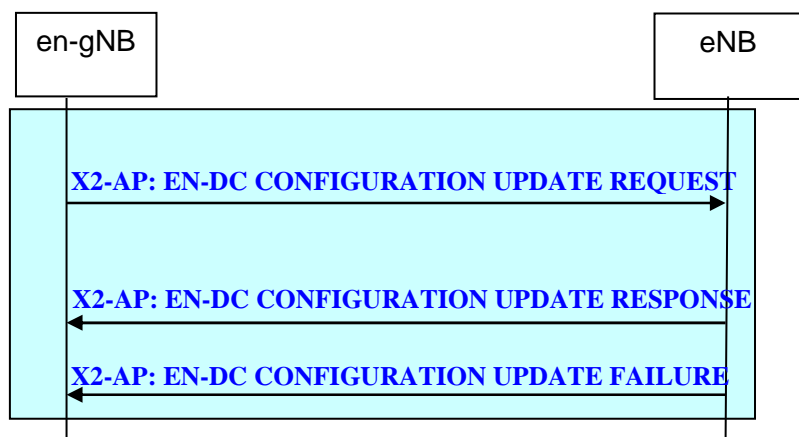 en-gNB
eNB
X2-AP: EN-DC CONFIGURATION UPDATE REQUEST
X2-AP: EN-DC CONFIGURATION UPDATE RESPONSE
X2-AP: EN-DC CONFIGURATION UPDATE FAILURE